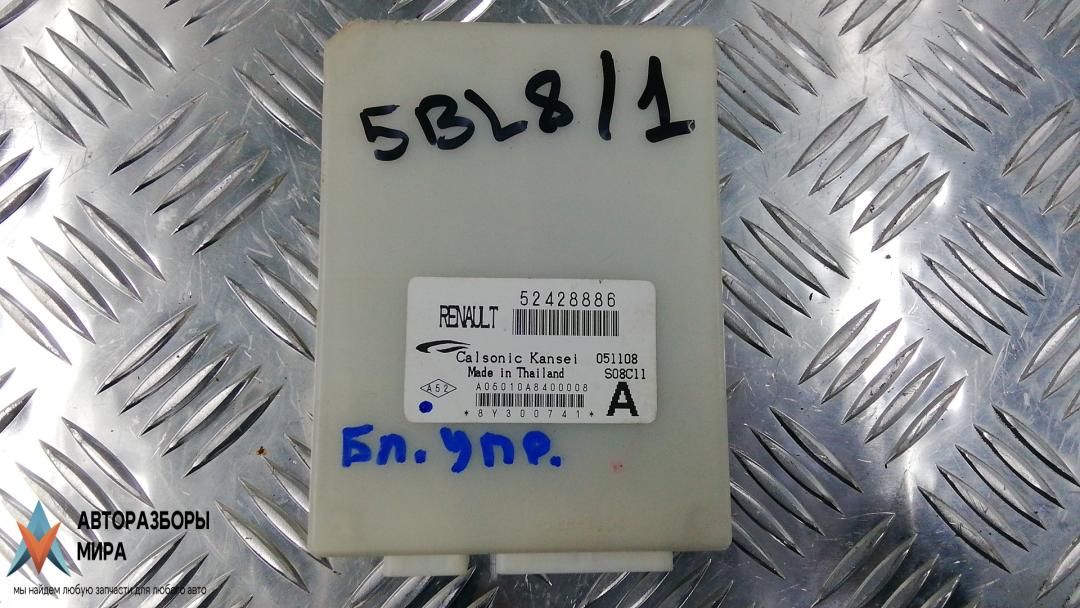 5BL8/1
52428886
RENAULT
Calsonic Kansei 051108
Made in Thailand S08C11
A52 A05010A8400008 A
*8Y300741*
Бл. упр.
АВТОРАЗБОРЫ
МИРА
мы найдем любую запчасти для любого авто